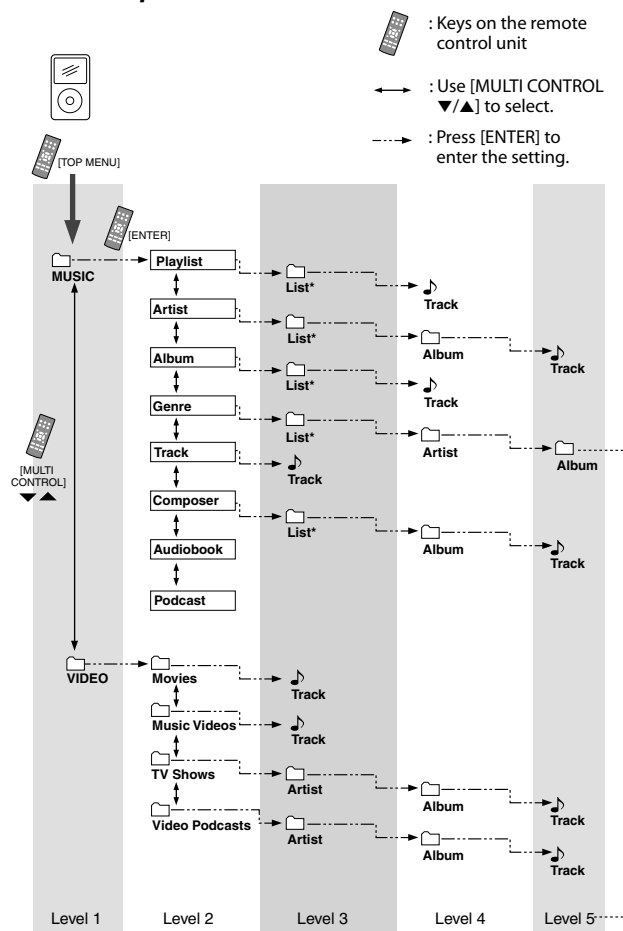 : Keys on the remote
control unit
: Use [MULTI CONTROL
▼/▲] to select.
: Press [ENTER] to
enter the setting.
[TOP MENU]
[ENTER]
MUSIC
Playlist
List*
Track
Artist
List*
Album
Track
Album
List*
Track
Genre
List*
Artist
Album
Track
Track
[MULTI
CONTROL]
▼ ▲
Composer
List*
Album
Track
Audiobook
Podcast
VIDEO
Movies
Track
Music Videos
Track
TV Shows
Artist
Album
Track
Video Podcasts
Artist
Album
Track
Level 1 Level 2 Level 3 Level 4 Level 5